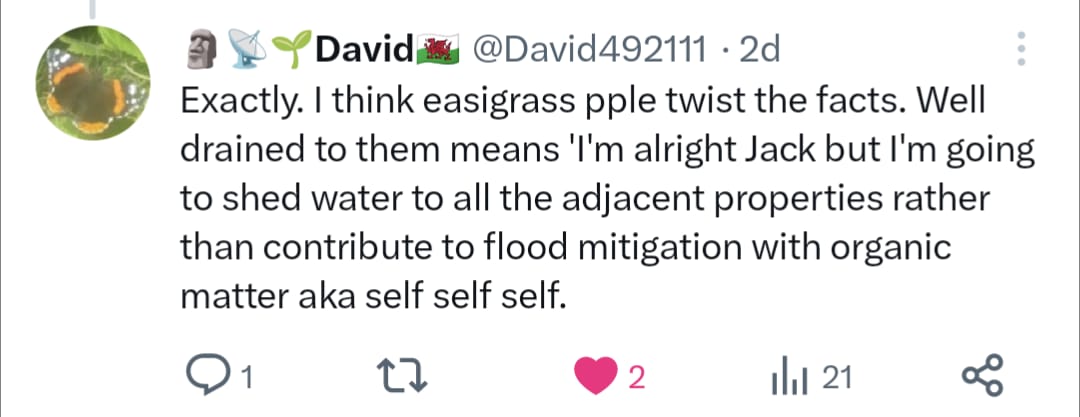 🗿📡🌱David🏴󠁧󠁢󠁷󠁬󠁳󠁿 @David492111 · 2d
Exactly. I think easigrass pple twist the facts. Well
drained to them means 'I'm alright Jack but I'm going
to shed water to all the adjacent properties rather
than contribute to flood mitigation with organic
matter aka self self self.
1 2 21